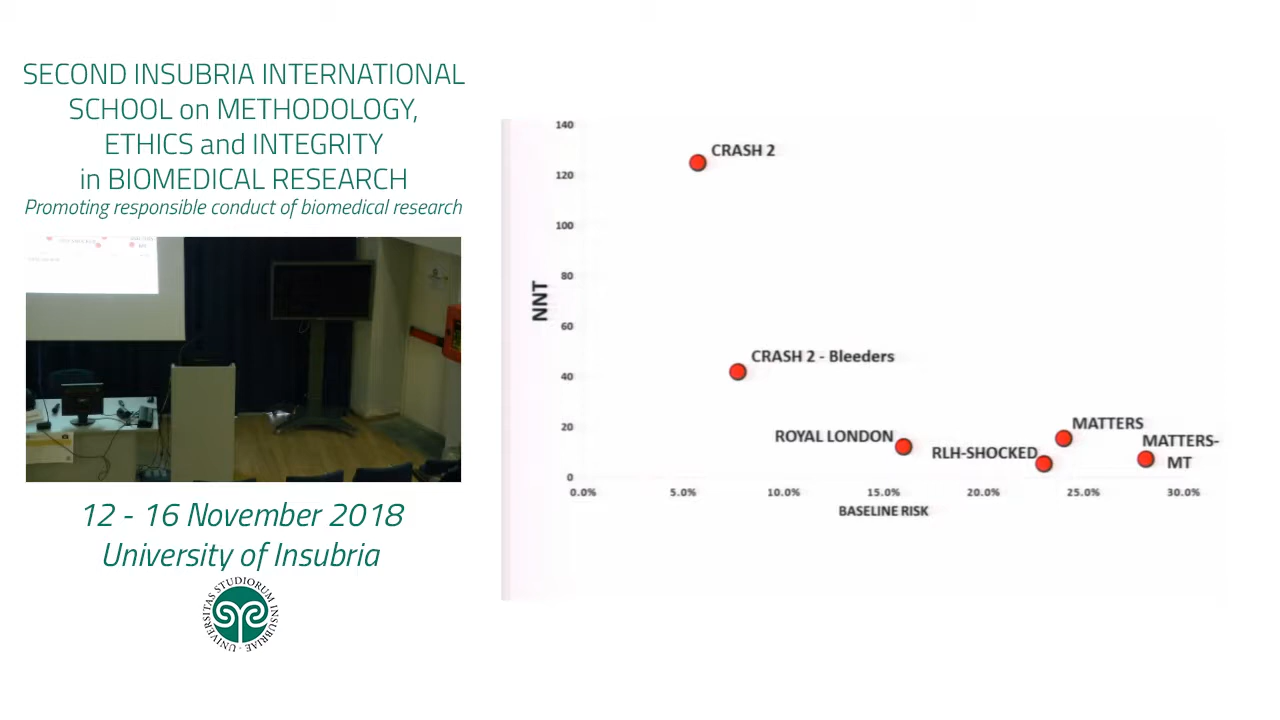 SECOND INSUBRIA INTERNATIONAL
SCHOOL on METHODOLOGY,
ETHICS and INTEGRITY
in BIOMEDICAL RESEARCH
Promoting responsible conduct of biomedical research
12 - 16 November 2018
University of Insubria
UNIVERSITAS STUDIORUM INSUBRIAE
140
120
100
80
60
40
20
0
NNT
CRASH 2
CRASH 2 - Bleeders
ROYAL LONDON
RLH-SHOCKED
MATTERS
MATTERS-
MT
0.0%
5.0%
10.0%
15.0%
20.0%
25.0%
30.0%
BASELINE RISK